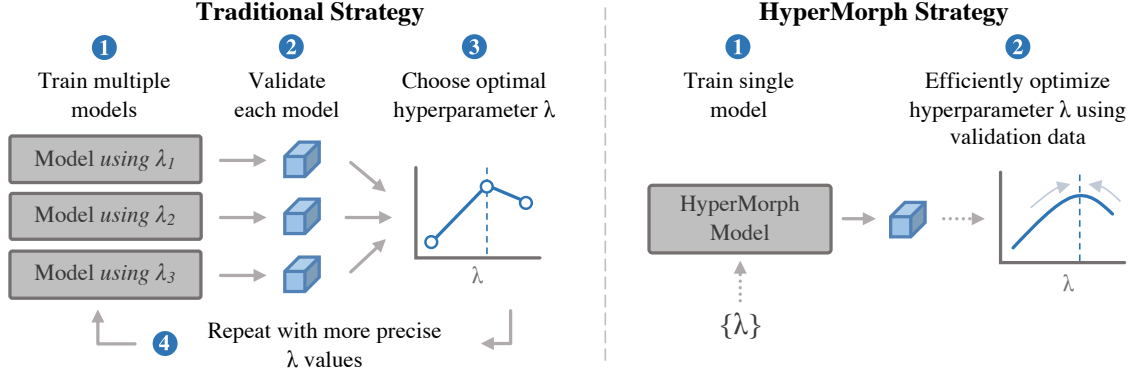 Traditional Strategy
1
Train multiple
models
2
Validate
each model
3
Choose optimal
hyperparameter λ
Model using λ1
Model using λ2
Model using λ3
λ
4
Repeat with more precise
λ values
HyperMorph Strategy
1
Train single
model
2
Efficiently optimize
hyperparameter λ using
validation data
HyperMorph
Model
{λ}
λ